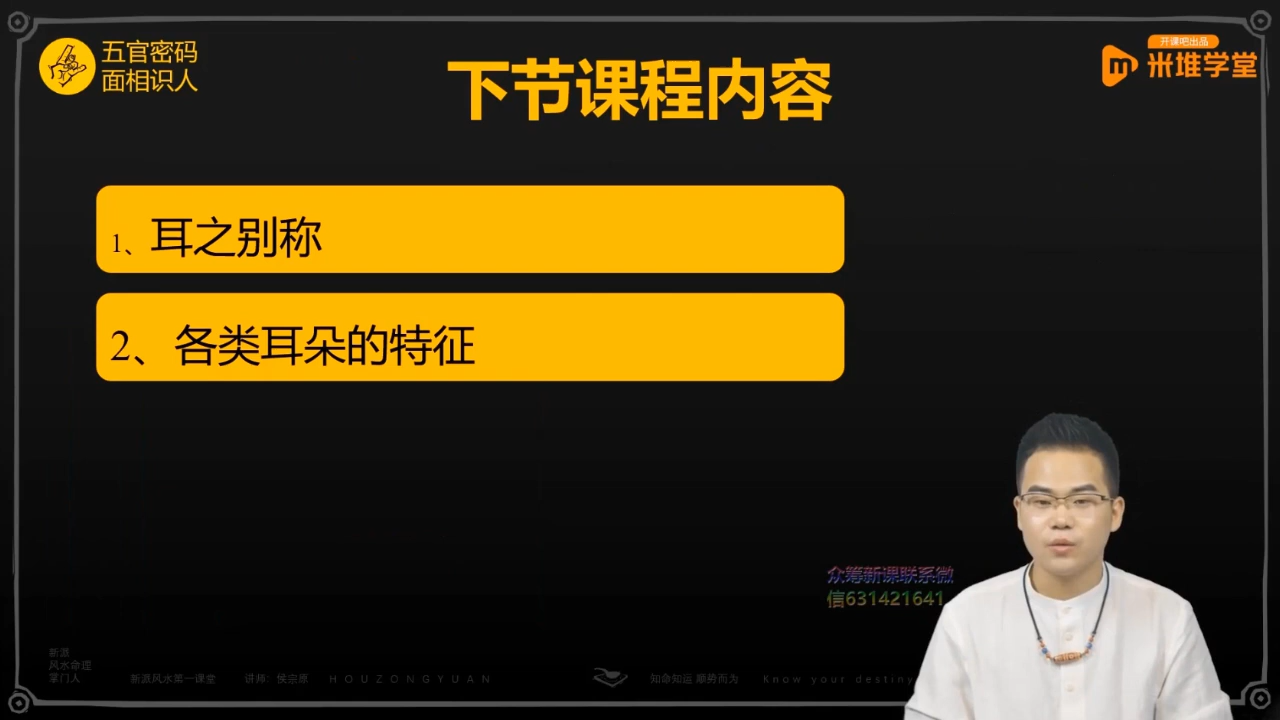 五官密码
面相识人
下节课程内容
开课吧出品
米堆学堂
1、耳之别称
2、各类耳朵的特征
众筹新课联系微
信631421641
新派
风水命理
掌门人
新派风水第一课堂
讲师：侯宗原
HOUZONGYUAN
知命知运 顺势而为
Know your destiny